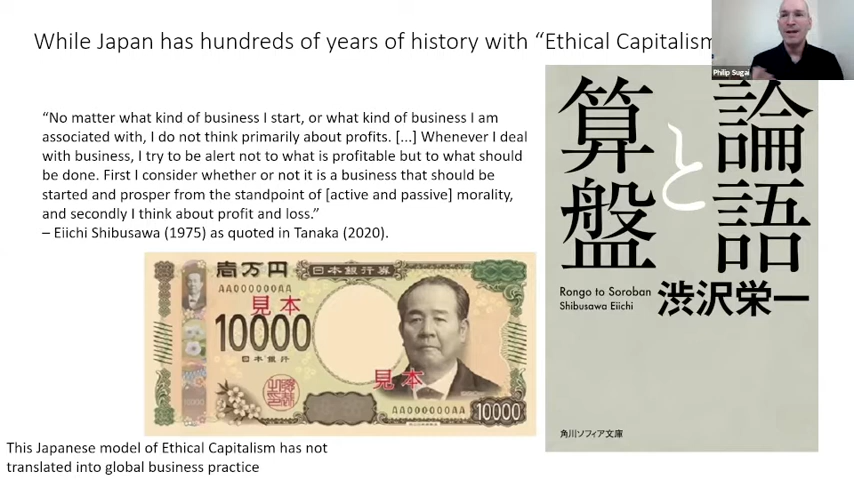 While Japan has hundreds of years of history with “Ethical Capitalism
Philip Sugai
“No matter what kind of business I start, or what kind of business I am
associated with, I do not think primarily about profits. [...] Whenever I deal
with business, I try to be alert not to what is profitable but to what should
be done. First I consider whether or not it is a business that should be
started and prosper from the standpoint of [active and passive] morality,
and secondly I think about profit and loss.”
– Eiichi Shibusawa (1975) as quoted in Tanaka (2020).
論語
と
算盤
Rongo to Soroban
Shibusawa Eiichi
渋沢栄一
角川ソフィア文庫
壱万円
日本銀行券
AA000000AA
見本
10000
日本銀行
見本
AA000000AA
10000
This Japanese model of Ethical Capitalism has not
translated into global business practice